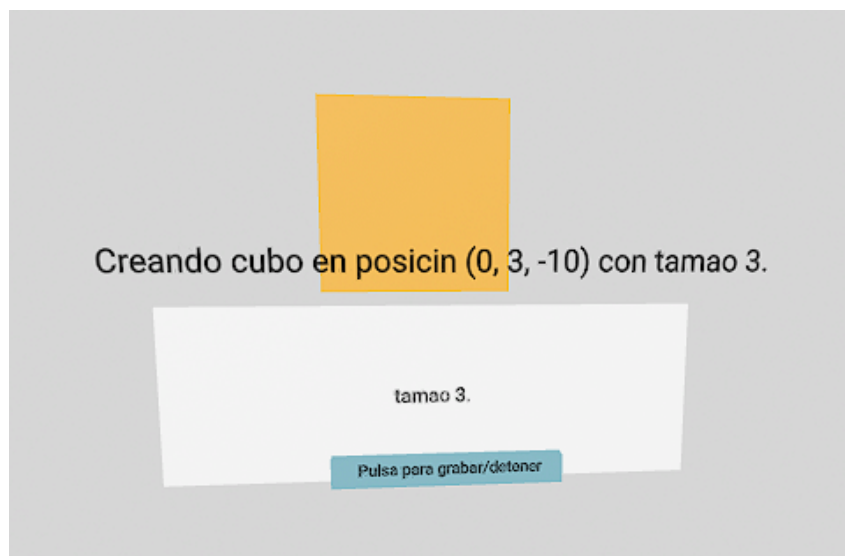 Creando cubo en posicin (0, 3, -10) con tamao 3.
tamao 3.
Pulsa para grabar/detener